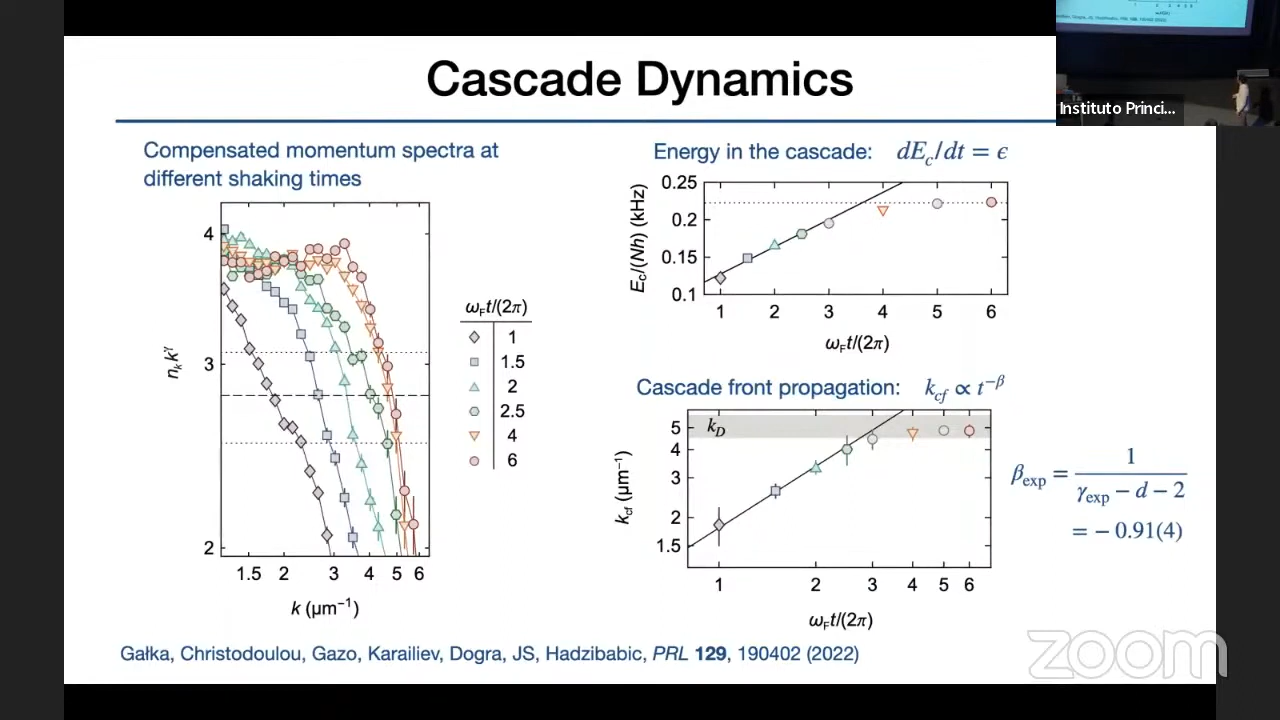 Cascade Dynamics
Instituto Princi...
Compensated momentum spectra at
different shaking times
4
3
2
n_k k^γ
1.5 2 3 4 5 6
k (μm⁻¹)
ω_F t/(2π)
1
1.5
2
2.5
4
6
Energy in the cascade: dE_c/dt = ϵ
0.25
0.2
0.15
0.1
E_c/(Nh) (kHz)
1 2 3 4 5 6
ω_F t/(2π)
Cascade front propagation: k_cf ∝ t^−β
5
4
3
2
1.5
k_D
k_cf (μm⁻¹)
1 2 3 4 5 6
ω_F t/(2π)
β_exp = 1 / (γ_exp − d − 2)
= − 0.91(4)
Gałka, Christodoulou, Gazo, Karailiev, Dogra, JS, Hadzibabic, PRL 129, 190402 (2022)
zoom